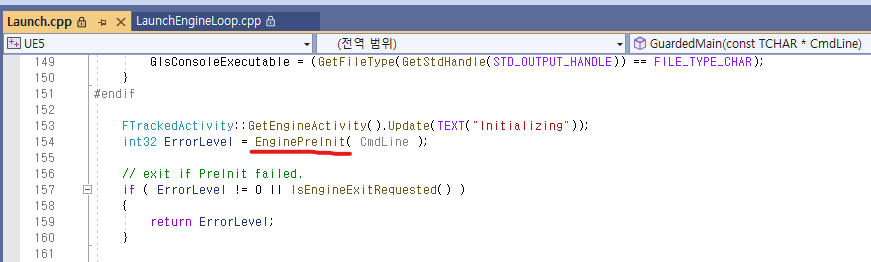 Launch.cpp
LaunchEngineLoop.cpp
UE5
(전역 범위)
GuardedMain(const TCHAR * CmdLine)
149 GIsConsoleExecutable = (GetFileType(GetStdHandle(STD_OUTPUT_HANDLE)) == FILE_TYPE_CHAR);
150 }
151 #endif
152
153 FTrackedActivity::GetEngineActivity().Update(TEXT("Initializing"));
154 int32 ErrorLevel = EnginePreInit( CmdLine );
155
156 // exit if PreInit failed.
157 if ( ErrorLevel != 0 || IsEngineExitRequested() )
158 {
159 return ErrorLevel;
160 }
161